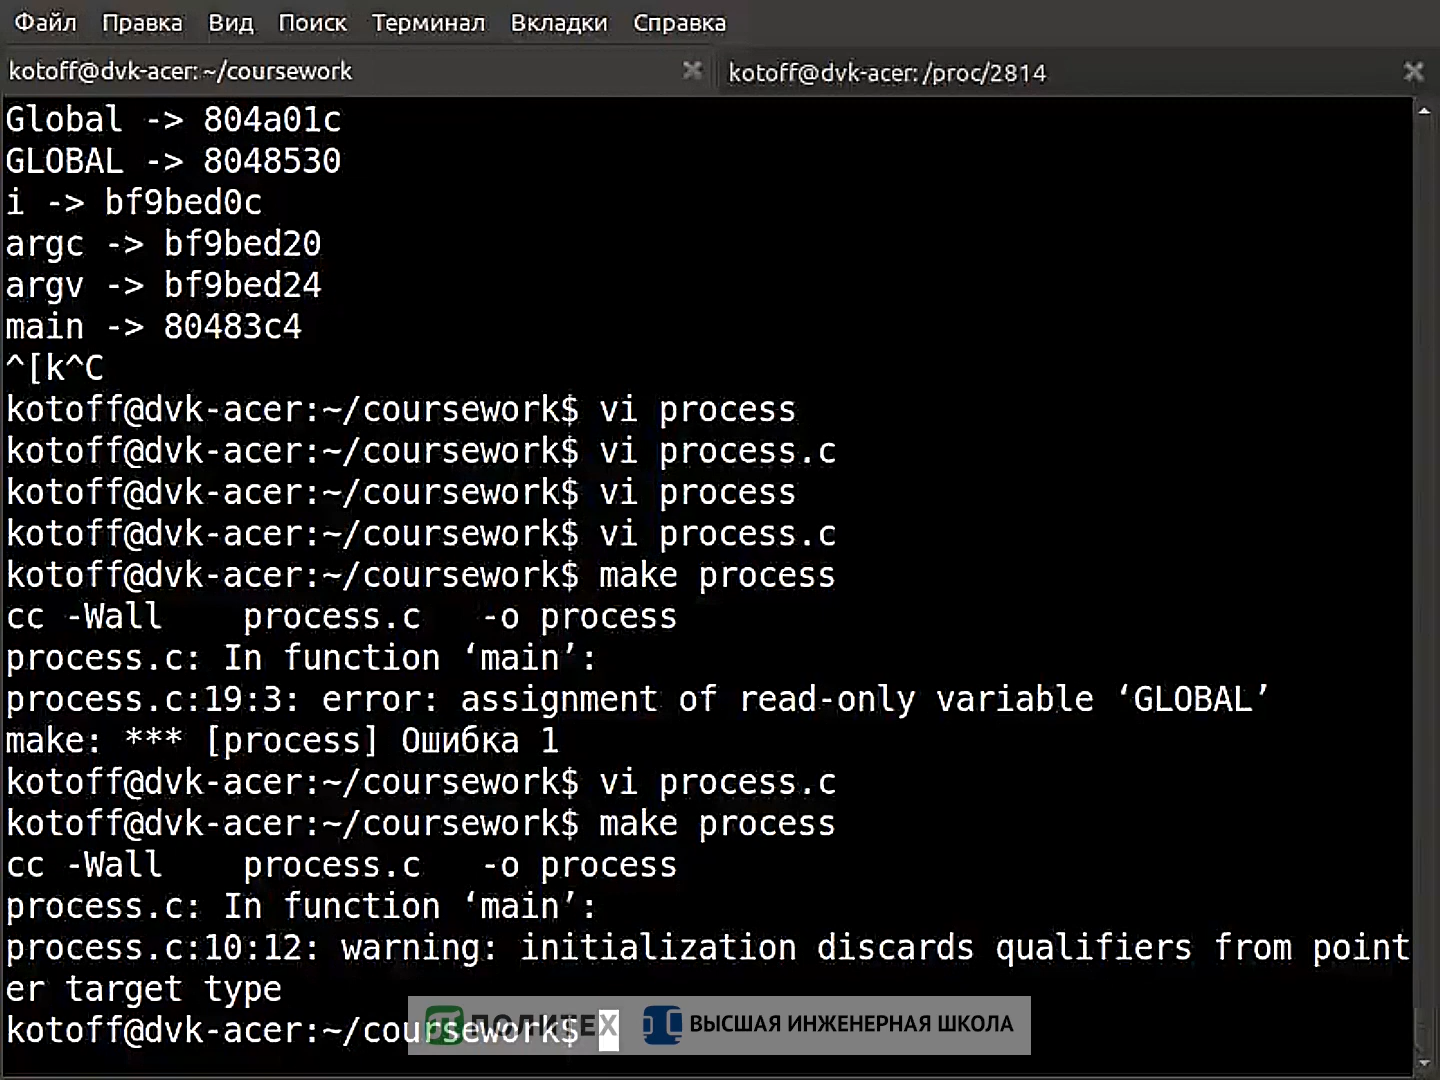 Файл Правка Вид Поиск Терминал Вкладки Справка
kotoff@dvk-acer: ~/coursework kotoff@dvk-acer: /proc/2814
Global -> 804a01c
GLOBAL -> 8048530
i -> bf9bed0c
argc -> bf9bed20
argv -> bf9bed24
main -> 80483c4
^[k^C
kotoff@dvk-acer:~/coursework$ vi process
kotoff@dvk-acer:~/coursework$ vi process.c
kotoff@dvk-acer:~/coursework$ vi process
kotoff@dvk-acer:~/coursework$ vi process.c
kotoff@dvk-acer:~/coursework$ make process
cc -Wall    process.c   -o process
process.c: In function ‘main’:
process.c:19:3: error: assignment of read-only variable ‘GLOBAL’
make: *** [process] Ошибка 1
kotoff@dvk-acer:~/coursework$ vi process.c
kotoff@dvk-acer:~/coursework$ make process
cc -Wall    process.c   -o process
process.c: In function ‘main’:
process.c:10:12: warning: initialization discards qualifiers from point
er target type
kotoff@dvk-acer:~/coursework$
ПОЛИТЕХ ВЫСШАЯ ИНЖЕНЕРНАЯ ШКОЛА